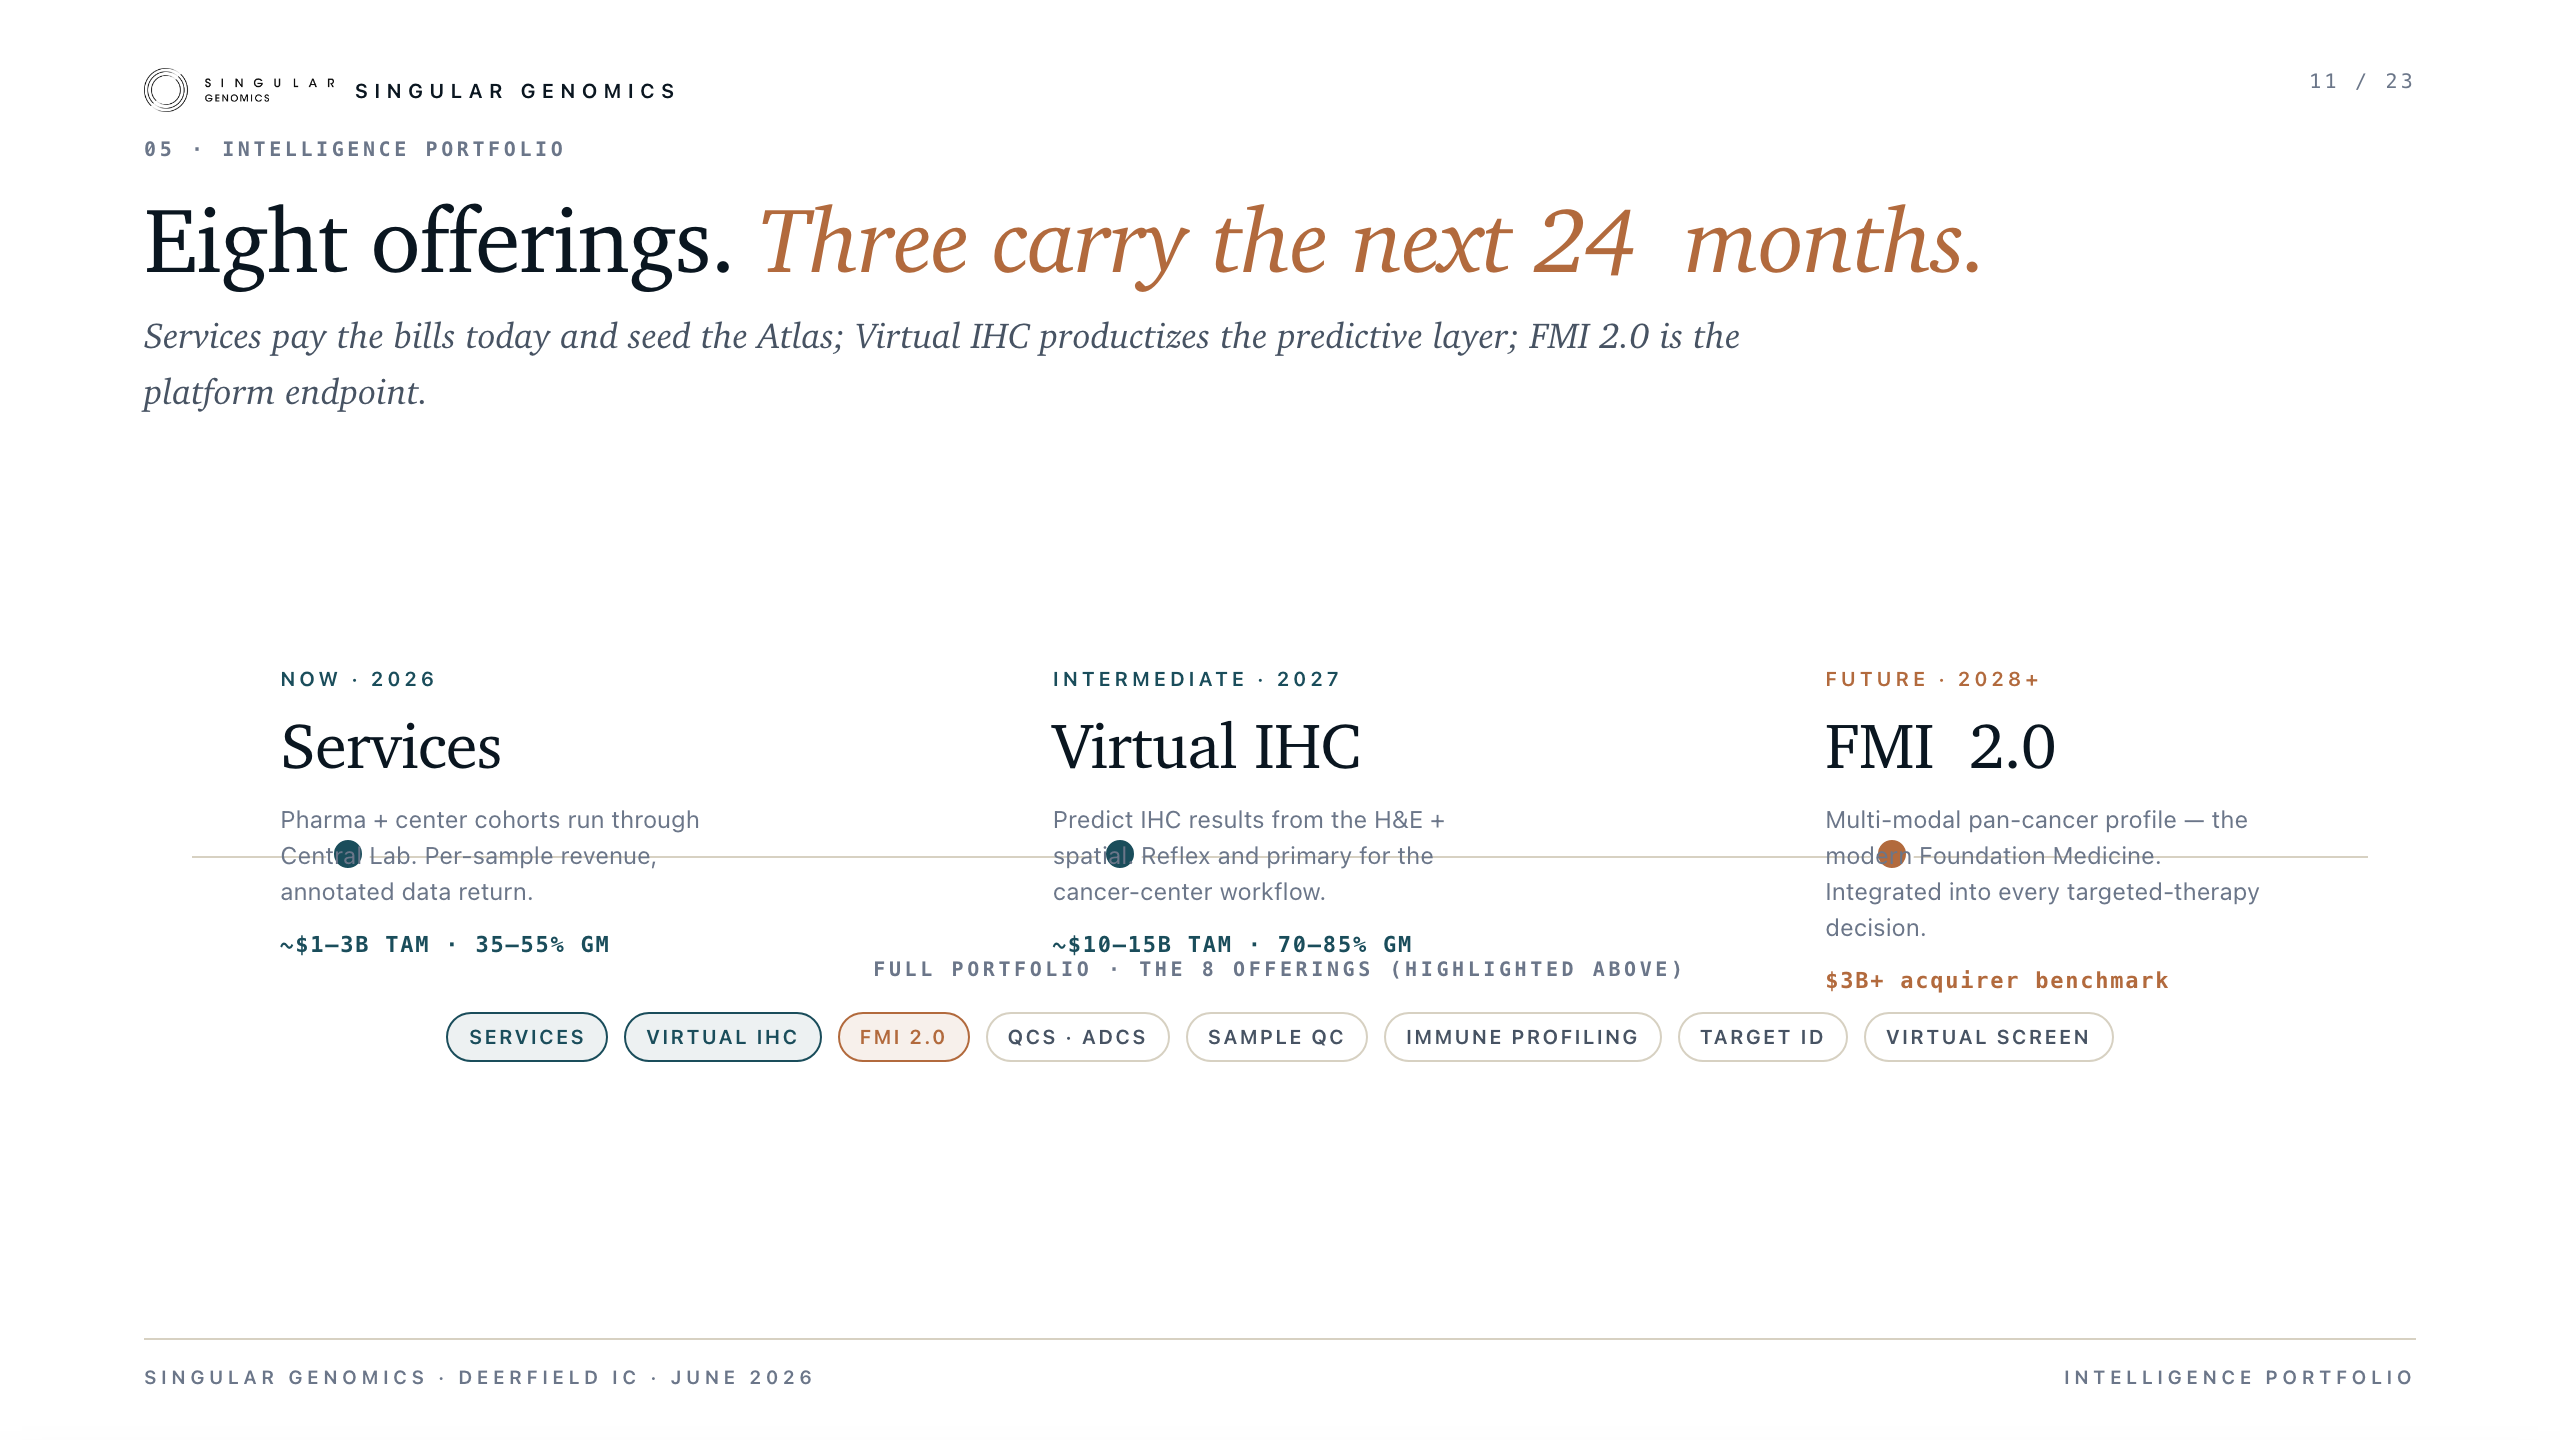 SINGULAR
GENOMICS
SINGULAR GENOMICS
11 / 23
05 · INTELLIGENCE PORTFOLIO
Eight offerings. Three carry the next 24 months.
Services pay the bills today and seed the Atlas; Virtual IHC productizes the predictive layer; FMI 2.0 is the
platform endpoint.
NOW · 2026
Services
Pharma + center cohorts run through
Central Lab. Per-sample revenue,
annotated data return.
~$1–3B TAM · 35–55% GM
INTERMEDIATE · 2027
Virtual IHC
Predict IHC results from the H&E +
spatial. Reflex and primary for the
cancer-center workflow.
~$10–15B TAM · 70–85% GM
FUTURE · 2028+
FMI 2.0
Multi-modal pan-cancer profile — the
modern Foundation Medicine.
Integrated into every targeted-therapy
decision.
$3B+ acquirer benchmark
FULL PORTFOLIO · THE 8 OFFERINGS (HIGHLIGHTED ABOVE)
SERVICES
VIRTUAL IHC
FMI 2.0
QCS · ADCS
SAMPLE QC
IMMUNE PROFILING
TARGET ID
VIRTUAL SCREEN
SINGULAR GENOMICS · DEERFIELD IC · JUNE 2026
INTELLIGENCE PORTFOLIO